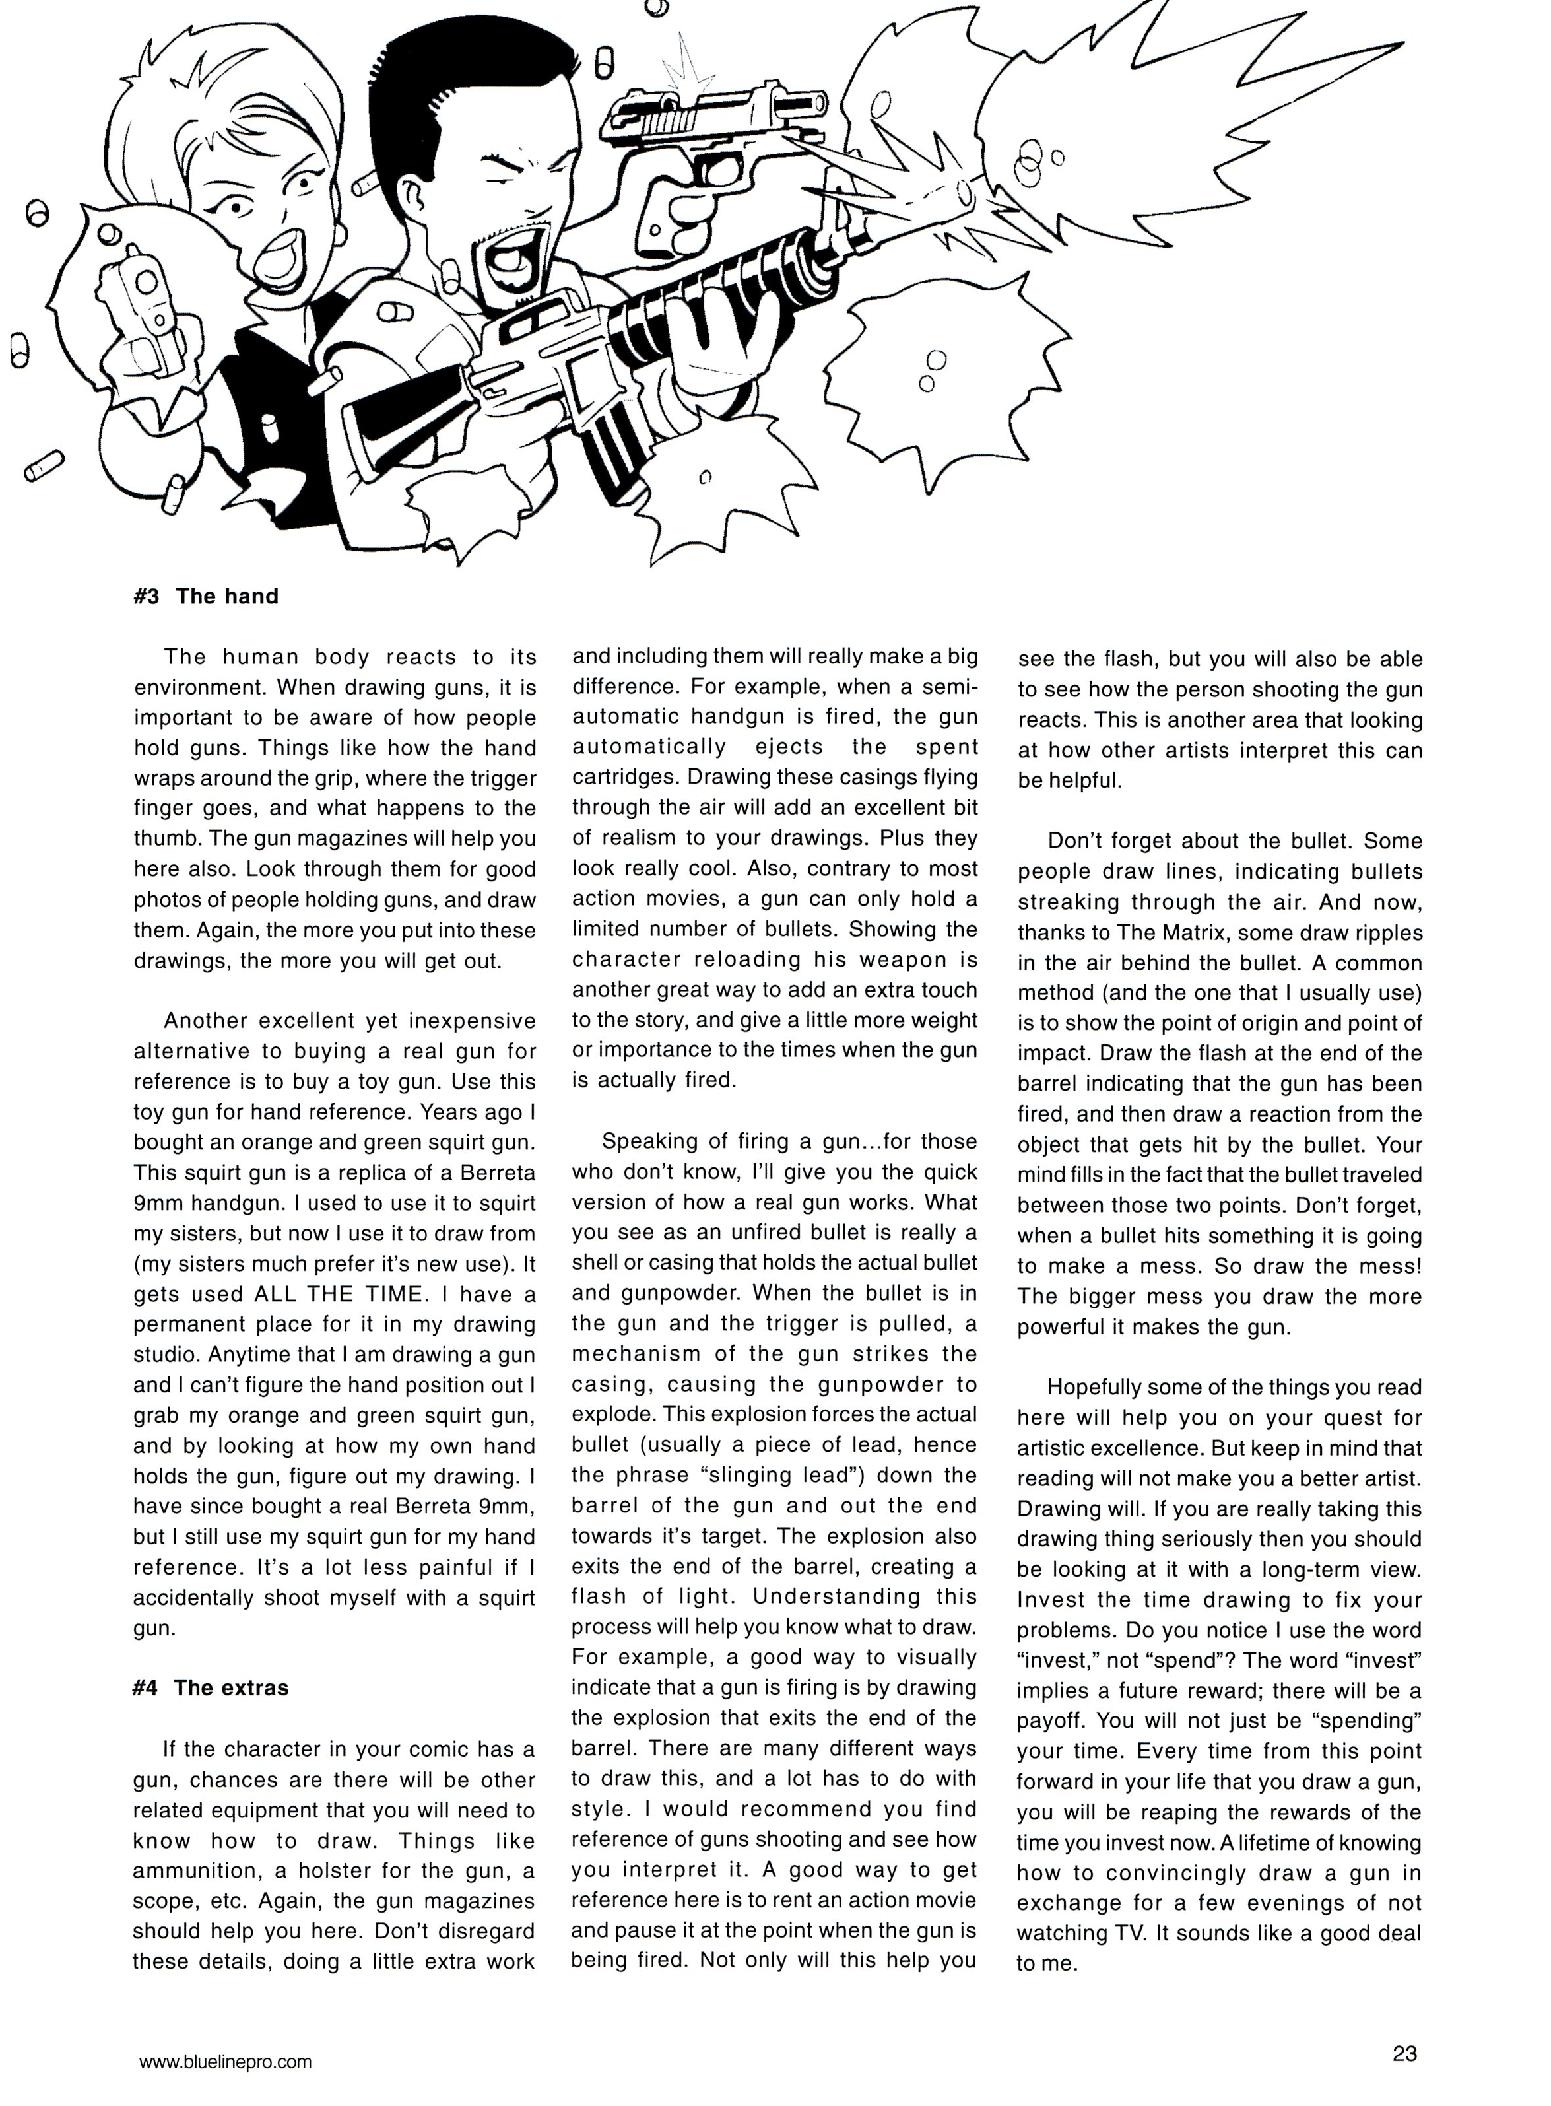 #3 The hand
The human body reacts to its
environment. When drawing guns, it is
important to be aware of how people
hold guns. Things like how the hand
wraps around the grip, where the trigger
finger goes, and what happens to the
thumb. The gun magazines will help you
here also. Look through them for good
photos of people holding guns, and draw
them. Again, the more you put into these
drawings, the more you will get out.
Another excellent yet inexpensive
alternative to buying a real gun for
reference is to buy a toy gun. Use this
toy gun for hand reference. Years ago I
bought an orange and green squirt gun.
This squirt gun is a replica of a Berreta
9mm handgun. I used to use it to squirt
my sisters, but now I use it to draw from
(my sisters much prefer it's new use). It
gets used ALL THE TIME. I have a
permanent place for it in my drawing
studio. Anytime that I am drawing a gun
and I can't figure the hand position out I
grab my orange and green squirt gun,
and by looking at how my own hand
holds the gun, figure out my drawing. I
have since bought a real Berreta 9mm,
but I still use my squirt gun for my hand
reference. It's a lot less painful if I
accidentally shoot myself with a squirt
gun.
#4 The extras
If the character in your comic has a
gun, chances are there will be other
related equipment that you will need to
know how to draw. Things like
ammunition, a holster for the gun, a
scope, etc. Again, the gun magazines
should help you here. Don't disregard
these details, doing a little extra work
and including them will really make a big
difference. For example, when a semi-
automatic handgun is fired, the gun
automatically ejects the spent
cartridges. Drawing these casings flying
through the air will add an excellent bit
of realism to your drawings. Plus they
look really cool. Also, contrary to most
action movies, a gun can only hold a
limited number of bullets. Showing the
character reloading his weapon is
another great way to add an extra touch
to the story, and give a little more weight
or importance to the times when the gun
is actually fired.
Speaking of firing a gun...for those
who don't know, I'll give you the quick
version of how a real gun works. What
you see as an unfired bullet is really a
shell or casing that holds the actual bullet
and gunpowder. When the bullet is in
the gun and the trigger is pulled, a
mechanism of the gun strikes the
casing, causing the gunpowder to
explode. This explosion forces the actual
bullet (usually a piece of lead, hence
the phrase “slinging lead”) down the
barrel of the gun and out the end
towards it's target. The explosion also
exits the end of the barrel, creating a
flash of light. Understanding this
process will help you know what to draw.
For example, a good way to visually
indicate that a gun is firing is by drawing
the explosion that exits the end of the
barrel. There are many different ways
to draw this, and a lot has to do with
style. I would recommend you find
reference of guns shooting and see how
you interpret it. A good way to get
reference here is to rent an action movie
and pause it at the point when the gun is
being fired. Not only will this help you
see the flash, but you will also be able
to see how the person shooting the gun
reacts. This is another area that looking
at how other artists interpret this can
be helpful.
Don't forget about the bullet. Some
people draw lines, indicating bullets
streaking through the air. And now,
thanks to The Matrix, some draw ripples
in the air behind the bullet. A common
method (and the one that I usually use)
is to show the point of origin and point of
impact. Draw the flash at the end of the
barrel indicating that the gun has been
fired, and then draw a reaction from the
object that gets hit by the bullet. Your
mind fills in the fact that the bullet traveled
between those two points. Don't forget,
when a bullet hits something it is going
to make a mess. So draw the mess!
The bigger mess you draw the more
powerful it makes the gun.
Hopefully some of the things you read
here will help you on your quest for
artistic excellence. But keep in mind that
reading will not make you a better artist.
Drawing will. If you are really taking this
drawing thing seriously then you should
be looking at it with a long-term view.
Invest the time drawing to fix your
problems. Do you notice I use the word
“invest,” not “spend”? The word “invest”
implies a future reward; there will be a
payoff. You will not just be “spending”
your time. Every time from this point
forward in your life that you draw a gun,
you will be reaping the rewards of the
time you invest now. A lifetime of knowing
how to convincingly draw a gun in
exchange for a few evenings of not
watching TV. It sounds like a good deal
to me.
www.bluelinepro.com
23